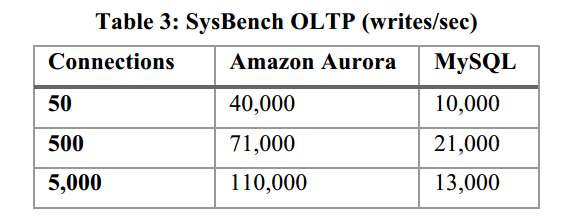 Table 3: SysBench OLTP (writes/sec)
Connections Amazon Aurora MySQL
50 40,000 10,000
500 71,000 21,000
5,000 110,000 13,000